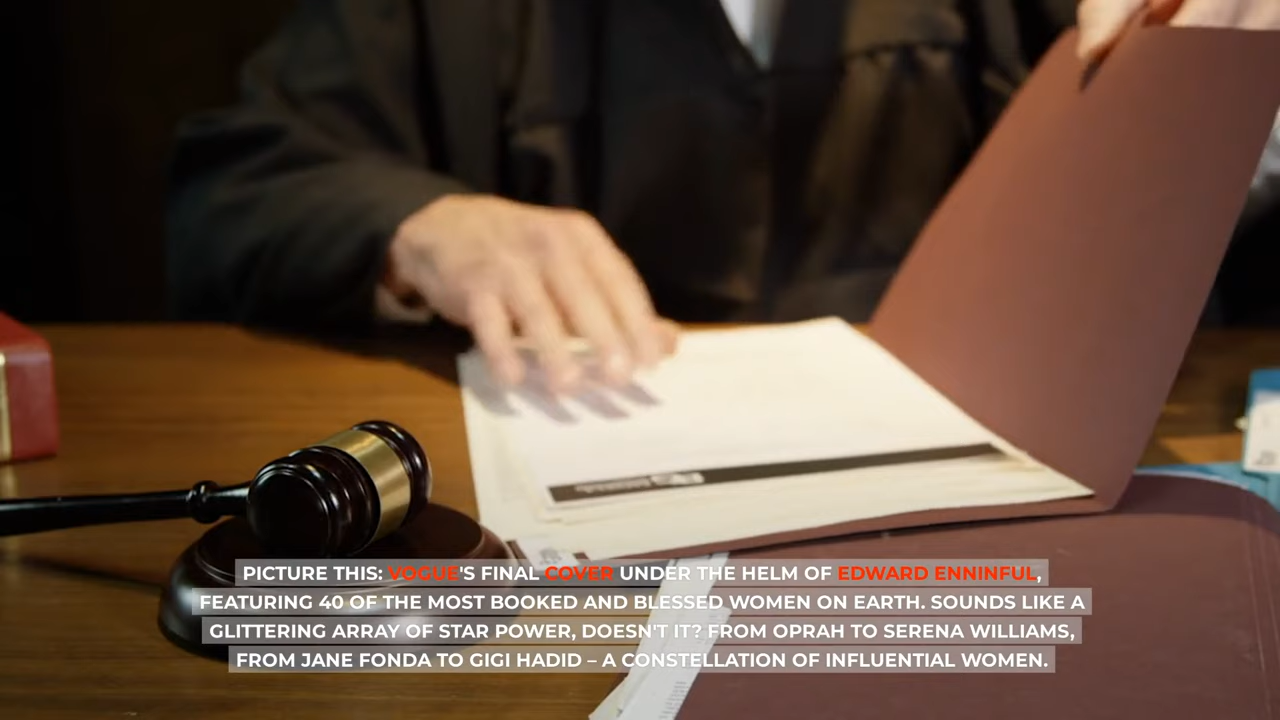 PICTURE THIS: VOGUE'S FINAL COVER UNDER THE HELM OF EDWARD ENNINFUL,
FEATURING 40 OF THE MOST BOOKED AND BLESSED WOMEN ON EARTH. SOUNDS LIKE A
GLITTERING ARRAY OF STAR POWER, DOESN'T IT? FROM OPRAH TO SERENA WILLIAMS,
FROM JANE FONDA TO GIGI HADID – A CONSTELLATION OF INFLUENTIAL WOMEN.